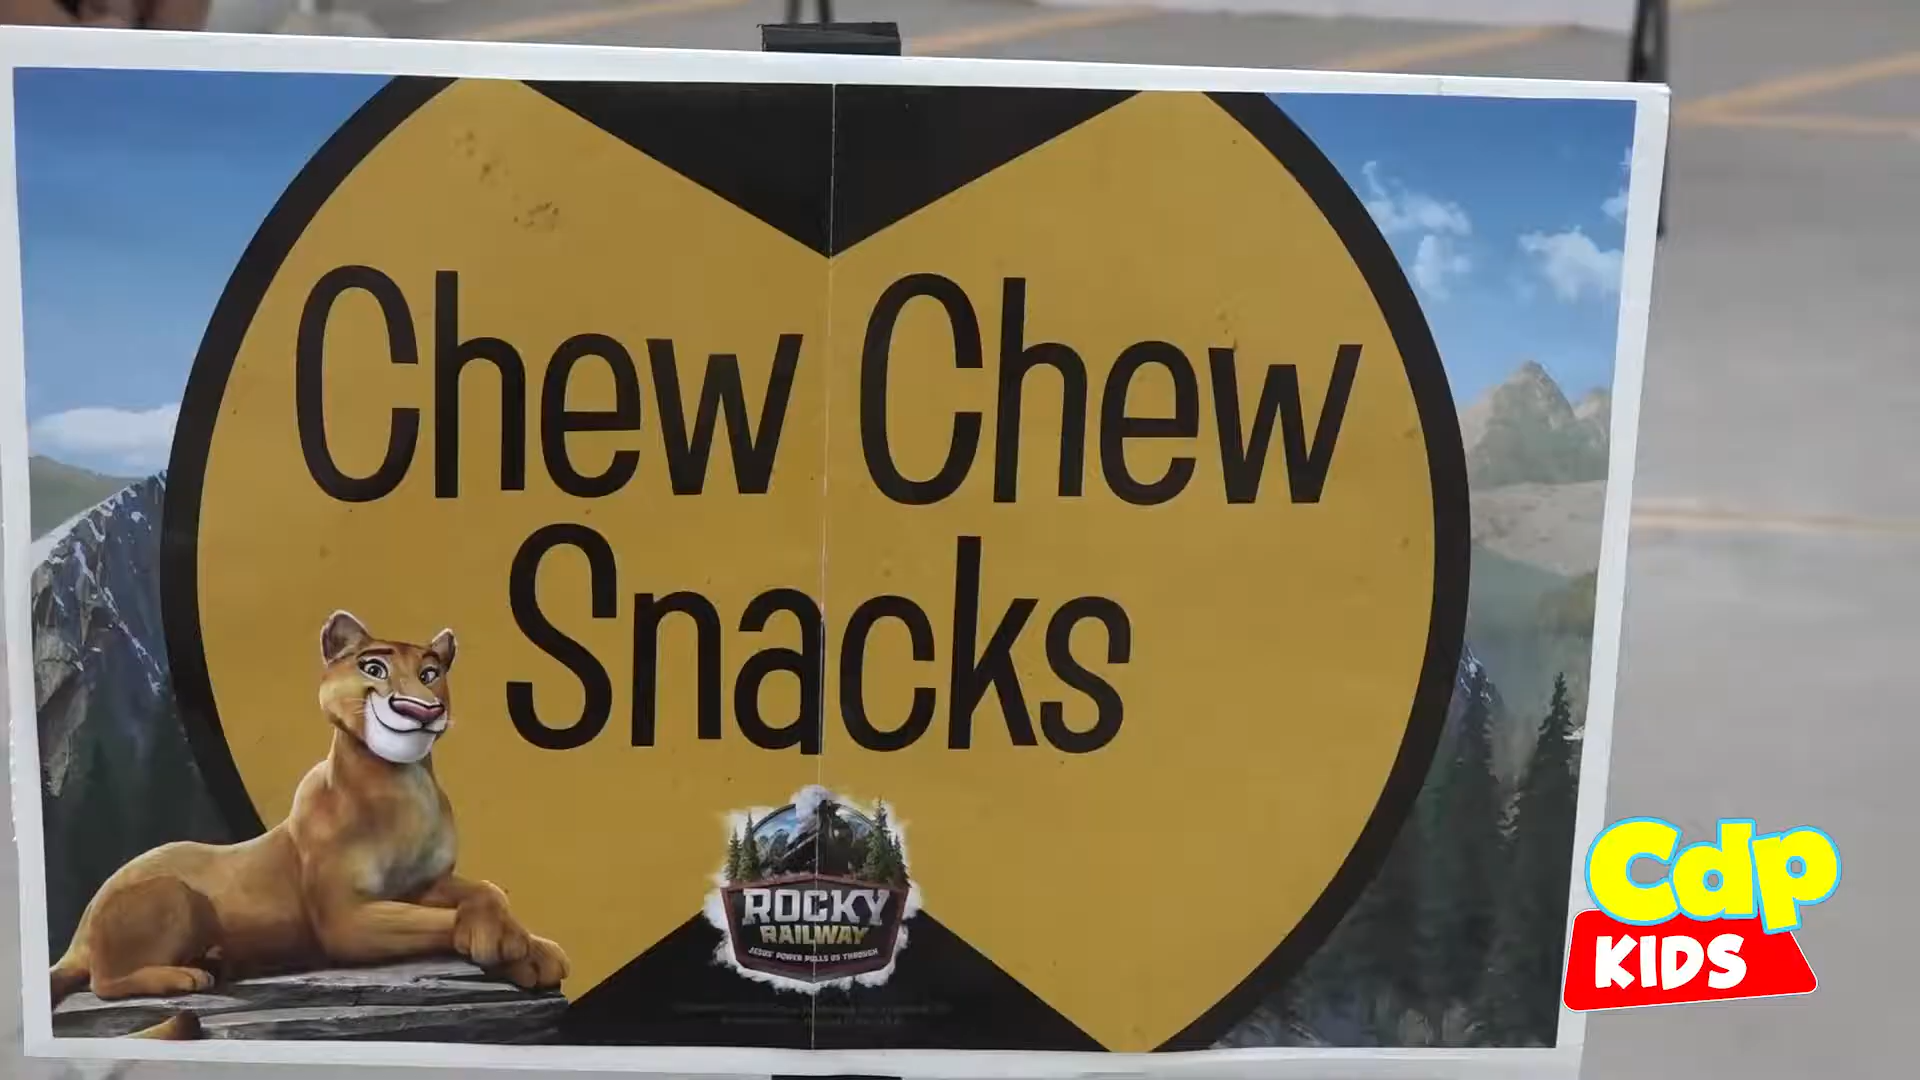 Chew Chew
Snacks
ROCKY
RAILWAY
JESUS' POWER PULLS US THROUGH
Cdp
KIDS